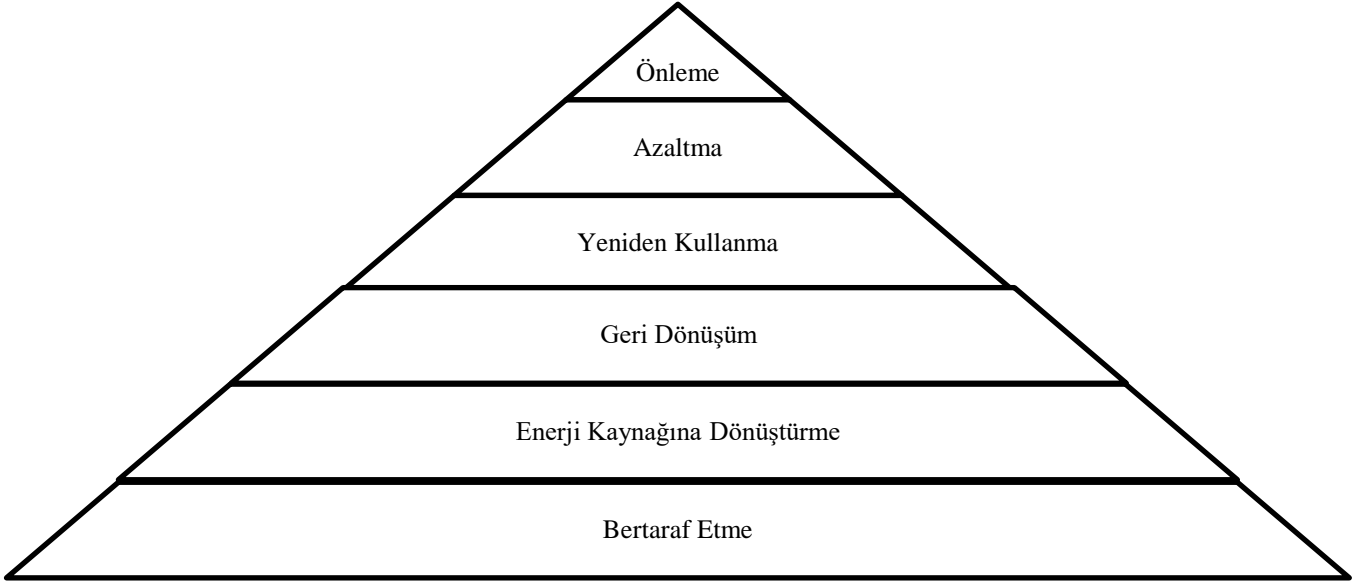 Önleme
Azaltma
Yeniden Kullanma
Geri Dönüşüm
Enerji Kaynağına Dönüştürme
Bertaraf Etme